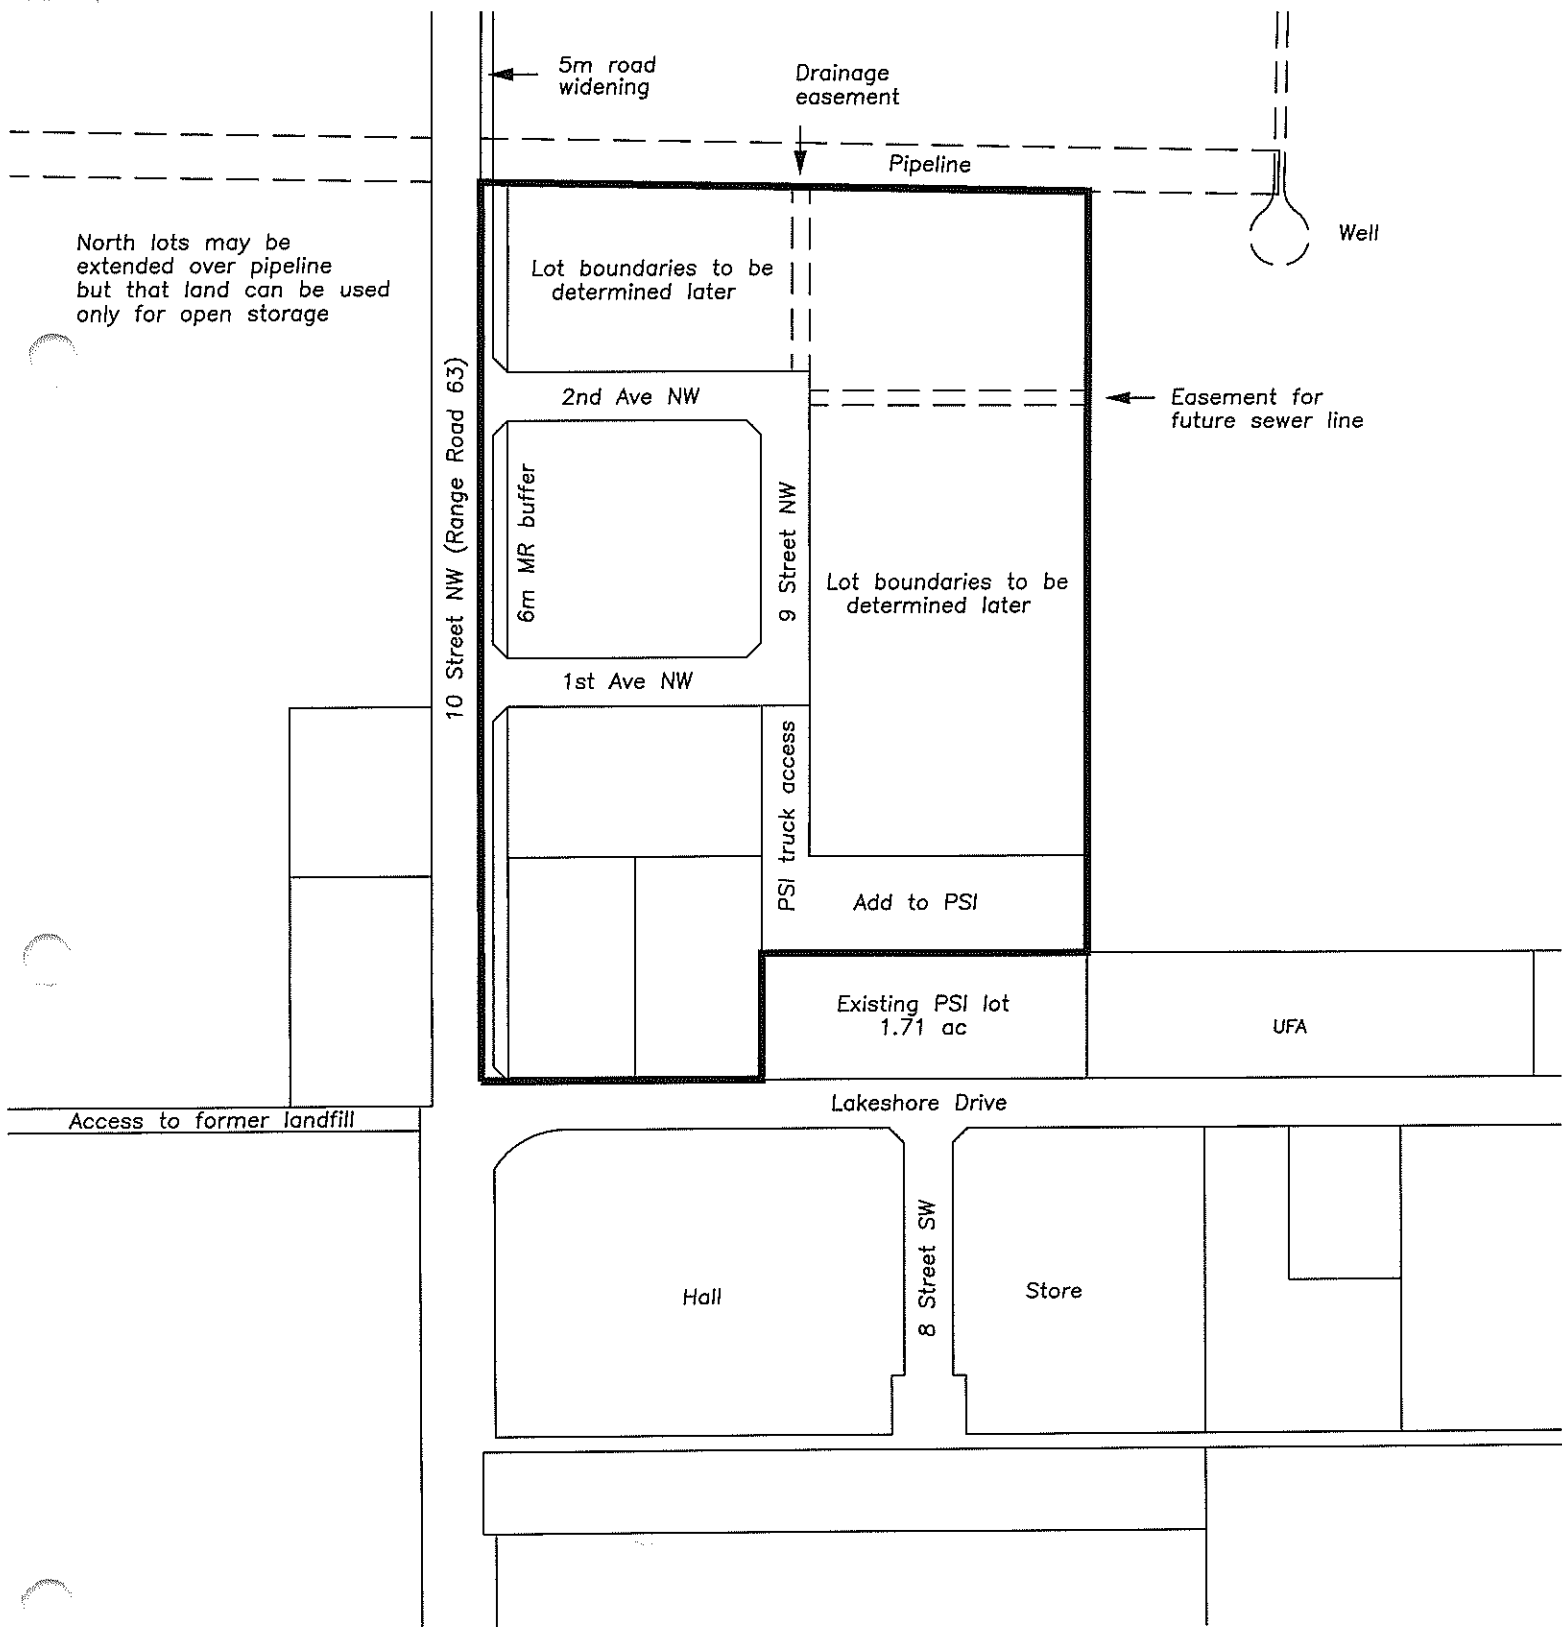 5m road
widening
Drainage
easement
Pipeline
Well
North lots may be
extended over pipeline
but that land can be used
only for open storage
Lot boundaries to be
determined later
10 Street NW (Range Road 63)
2nd Ave NW
Easement for
future sewer line
6m MR buffer
9 Street NW
Lot boundaries to be
determined later
1st Ave NW
PSI truck access
Add to PSI
Existing PSI lot
1.71 ac
UFA
Lakeshore Drive
Access to former landfill
8 Street SW
Hall
Store